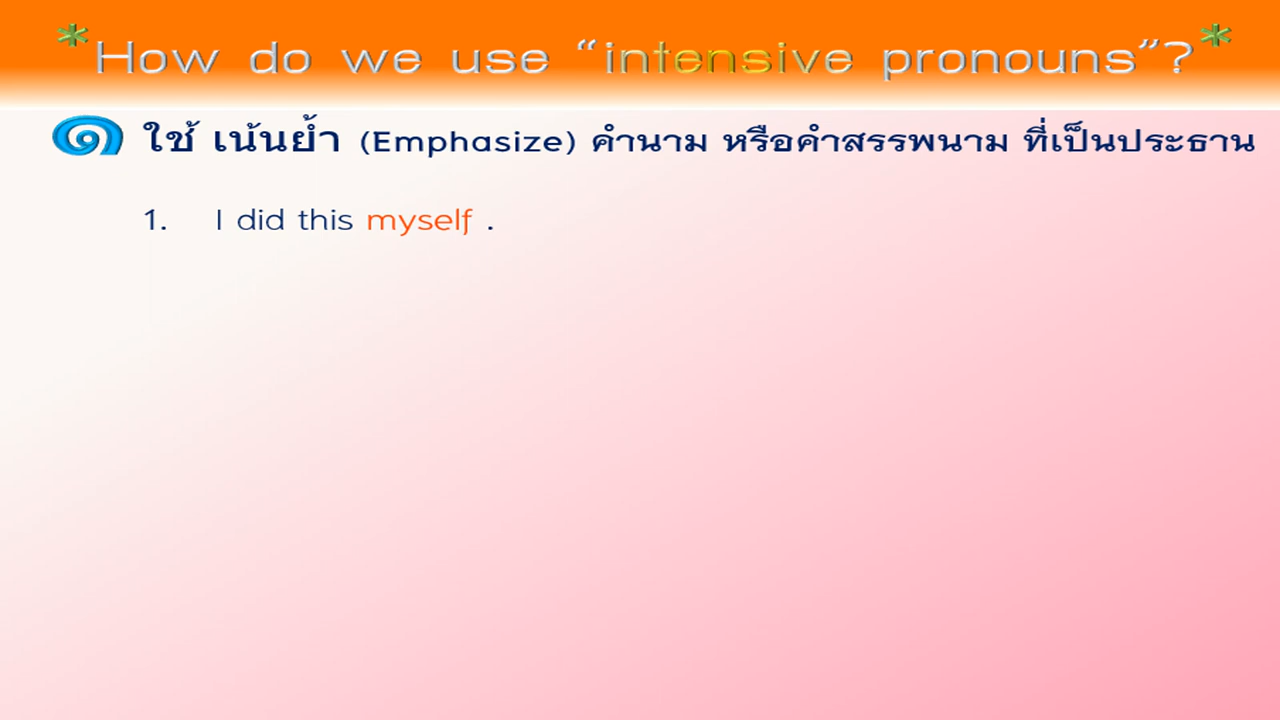 *How do we use “intensive pronouns”?*
๑ ใช้ เน้นย้ำ (Emphasize) คำนาม หรือคำสรรพนาม ที่เป็นประธาน
1. I did this myself .